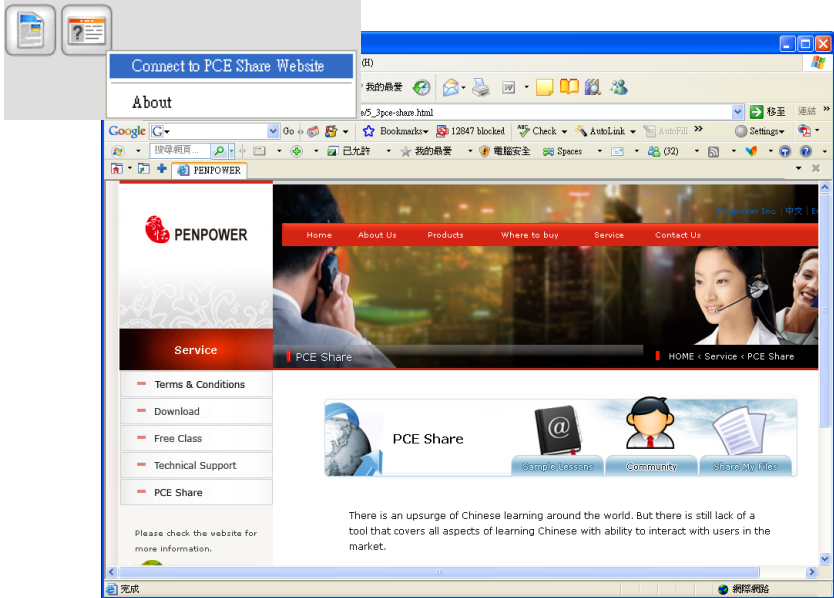 Connect to PCE Share Website
About
(H)
我的最愛
e/5_3pce-share.html
移至
連結 »
Google
G
Go
Bookmarks
12847 blocked
Check
AutoLink
AutoFill
»
Settings
搜尋網頁...
已允許
我的最愛
電腦安全
Spaces
(32)
PENPOWER
Penpower Inc. | 中文 | E
PENPOWER
Home
About Us
Products
Where to buy
Service
Contact Us
Service
PCE Share
HOME < Service < PCE Share
Terms & Conditions
Download
Free Class
Technical Support
PCE Share
PCE Share
Sample Lessons
Community
Share My Files
There is an upsurge of Chinese learning around the world. But there is still lack of a
tool that covers all aspects of learning Chinese with ability to interact with users in the
market.
Please check the website for
more information.
完成
網際網路